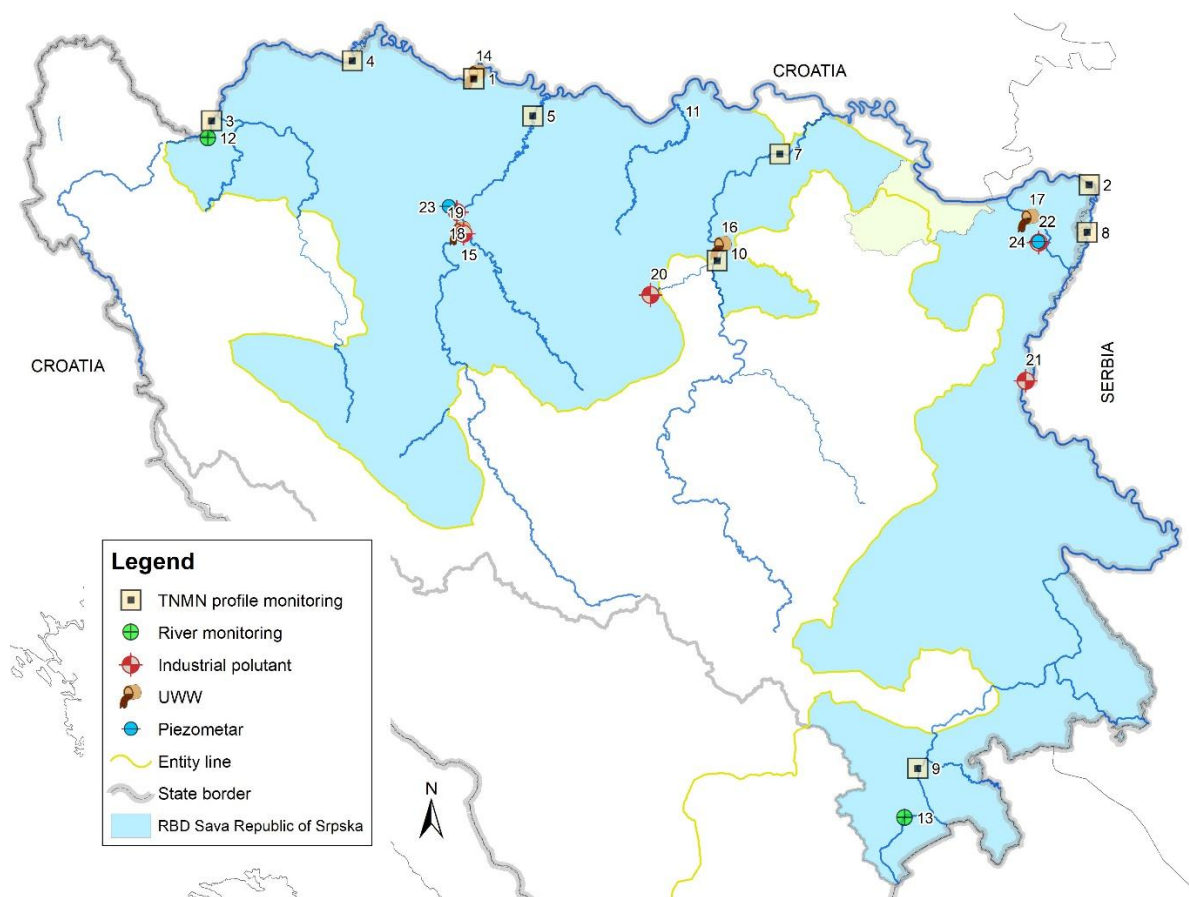 14
4
1
CROATIA
5
11
3
12
7
2
23
19
18
15
17
22
8
24
16
10
20
CROATIA
21
SERBIA
Legend
TNMN profile monitoring
River monitoring
Industrial polutant
UWW
Piezometar
Entity line
State border
RBD Sava Republic of Srpska
N
9
13